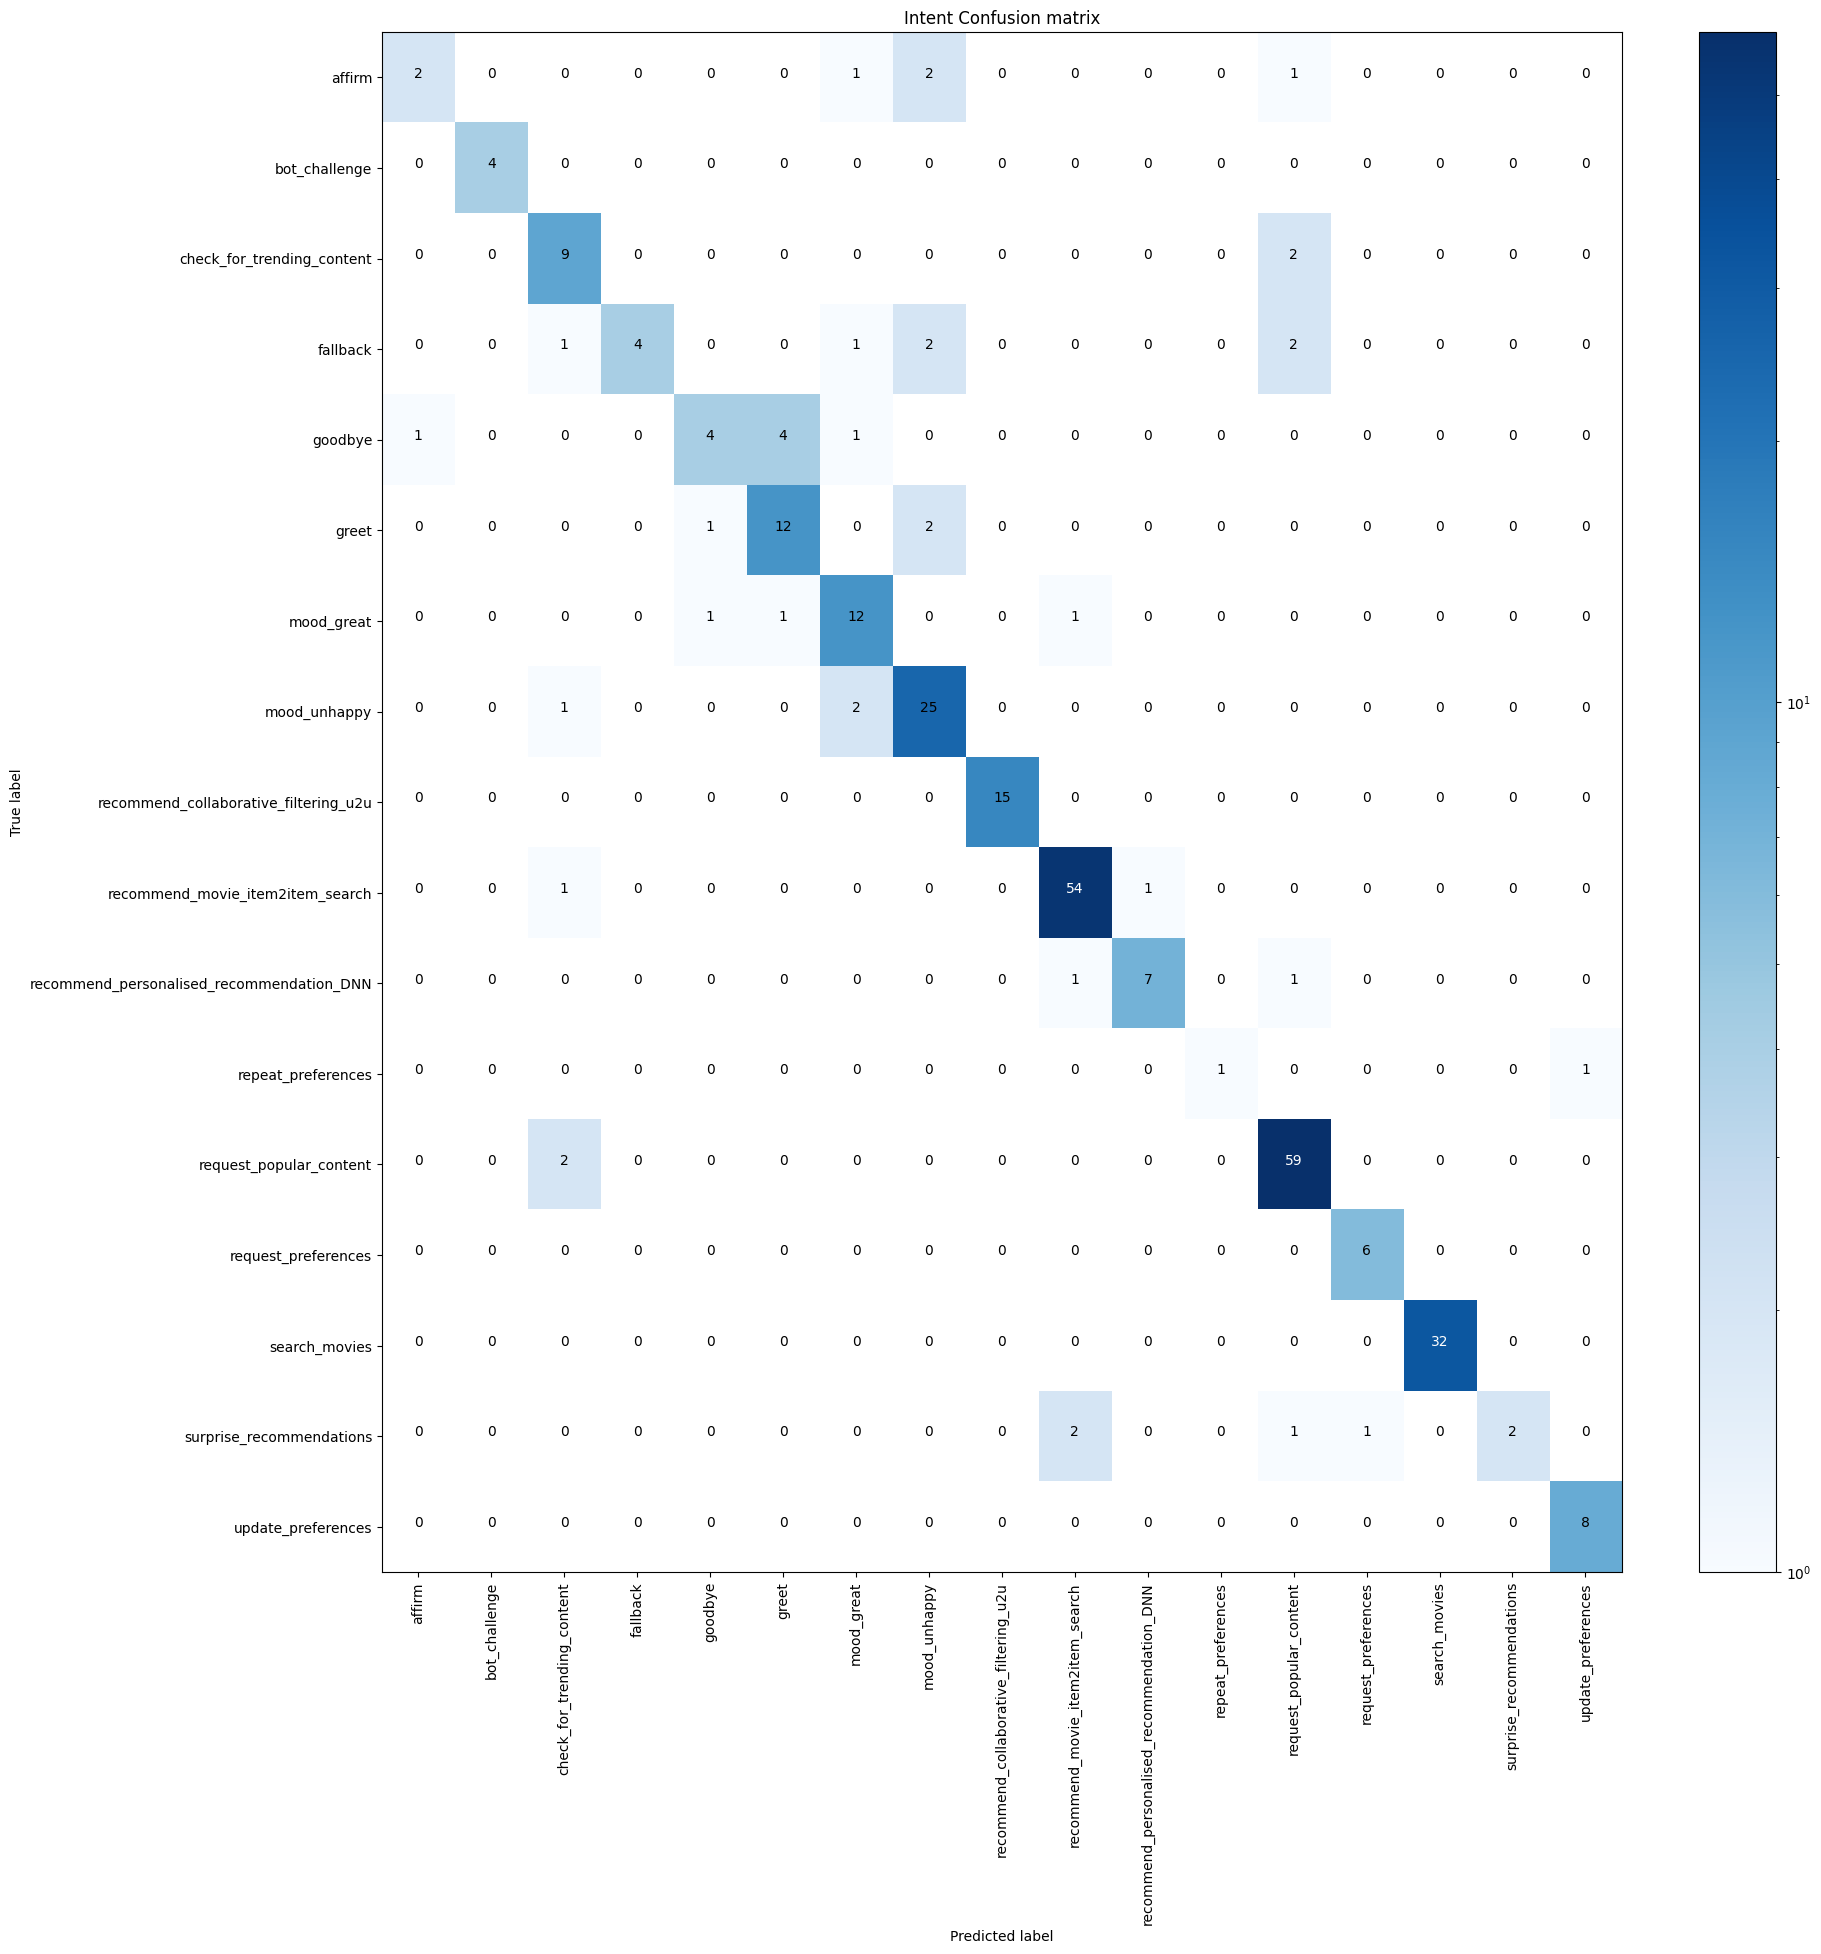 Intent Confusion matrix
True label
affirm 2 0 0 0 0 0 1 2 0 0 0 0 1 0 0 0 0
bot_challenge 0 4 0 0 0 0 0 0 0 0 0 0 0 0 0 0 0
check_for_trending_content 0 0 9 0 0 0 0 0 0 0 0 0 2 0 0 0 0
fallback 0 0 1 4 0 0 1 2 0 0 0 0 2 0 0 0 0
goodbye 1 0 0 0 4 4 1 0 0 0 0 0 0 0 0 0 0
greet 0 0 0 0 1 12 0 2 0 0 0 0 0 0 0 0 0
mood_great 0 0 0 0 1 1 12 0 0 1 0 0 0 0 0 0 0
mood_unhappy 0 0 1 0 0 0 2 25 0 0 0 0 0 0 0 0 0
recommend_collaborative_filtering_u2u 0 0 0 0 0 0 0 0 15 0 0 0 0 0 0 0 0
recommend_movie_item2item_search 0 0 1 0 0 0 0 0 0 54 1 0 0 0 0 0 0
recommend_personalised_recommendation_DNN 0 0 0 0 0 0 0 0 0 1 7 0 1 0 0 0 0
repeat_preferences 0 0 0 0 0 0 0 0 0 0 0 1 0 0 0 0 1
request_popular_content 0 0 2 0 0 0 0 0 0 0 0 0 59 0 0 0 0
request_preferences 0 0 0 0 0 0 0 0 0 0 0 0 0 6 0 0 0
search_movies 0 0 0 0 0 0 0 0 0 0 0 0 0 0 32 0 0
surprise_recommendations 0 0 0 0 0 0 0 0 0 2 0 0 1 1 0 2 0
update_preferences 0 0 0 0 0 0 0 0 0 0 0 0 0 0 0 0 8
affirm
bot_challenge
check_for_trending_content
fallback
goodbye
greet
mood_great
mood_unhappy
recommend_collaborative_filtering_u2u
recommend_movie_item2item_search
recommend_personalised_recommendation_DNN
repeat_preferences
request_popular_content
request_preferences
search_movies
surprise_recommendations
update_preferences
Predicted label
10¹
10⁰